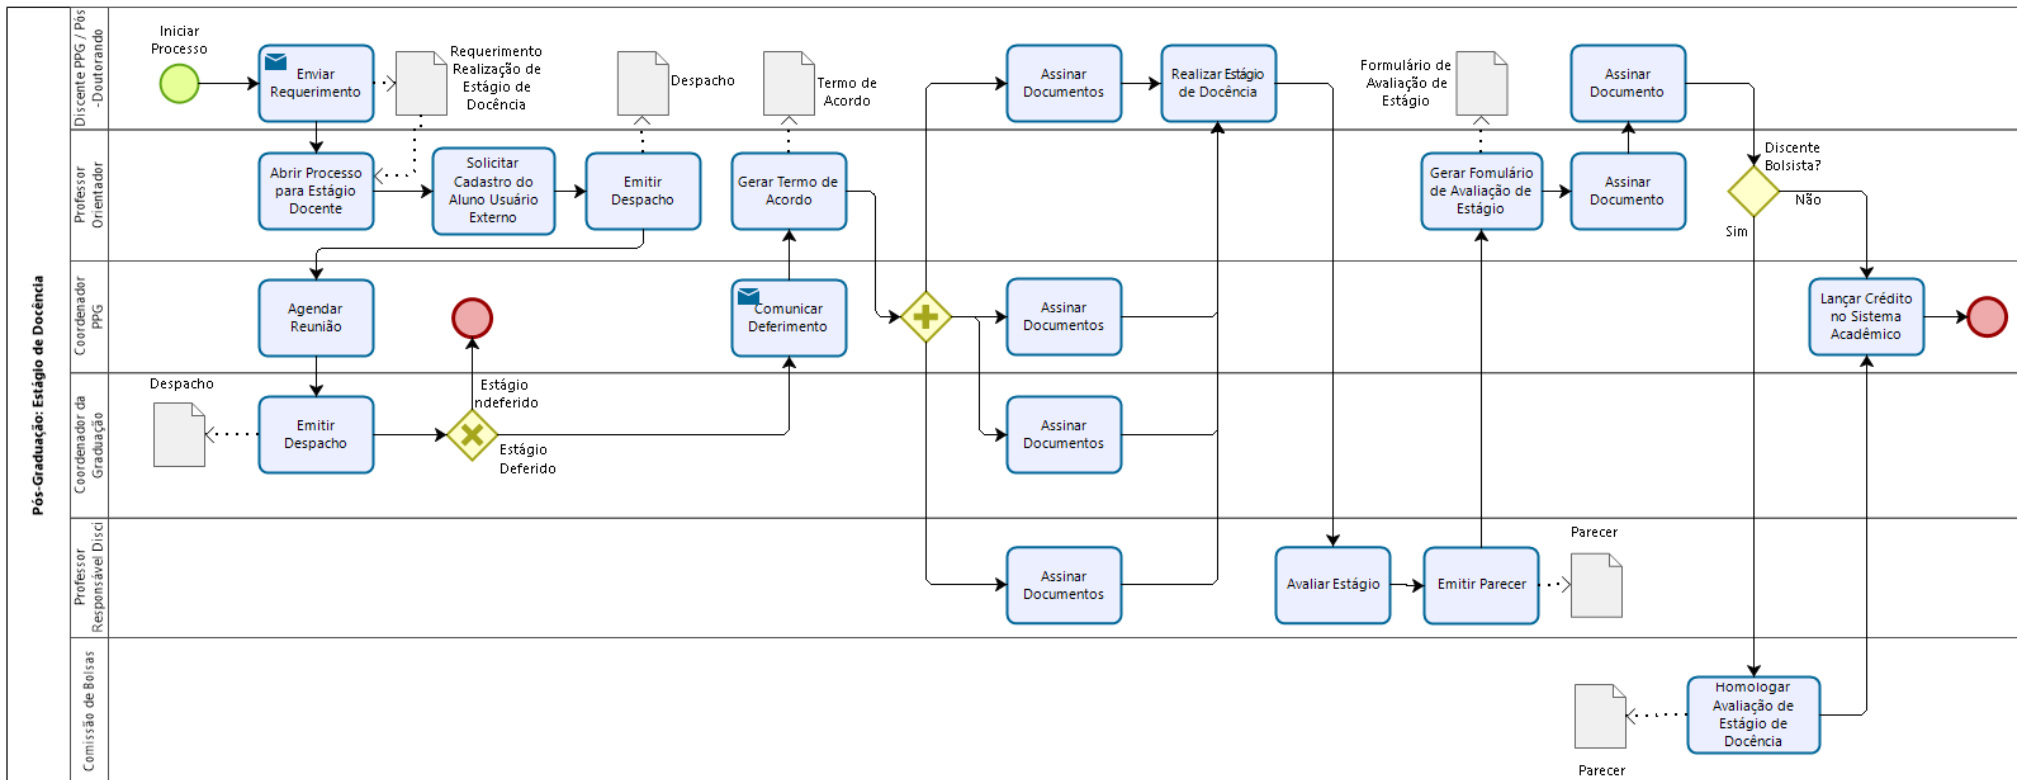 Pós-Graduação: Estágio de Docência
Discente PPG / Pós
-Doutorando
Iniciar
Processo
Enviar
Requerimento
Requerimento
Realização de
Estágio de
Docência
Despacho
Termo de
Acordo
Assinar
Documentos
Realizar Estágio
de Docência
Formulário de
Avaliação de
Estágio
Assinar
Documento
Professor
Orientador
Abrir Processo
para Estágio
Docente
Solicitar
Cadastro do
Aluno Usuário
Externo
Emitir
Despacho
Gerar Termo de
Acordo
Gerar Fomulário
de Avaliação de
Estágio
Assinar
Documento
Discente
Bolsista?
Não
Sim
Coordenador
PPG
Agendar
Reunião
Comunicar
Deferimento
Assinar
Documentos
Lançar Crédito
no Sistema
Acadêmico
Coordenador da
Graduação
Despacho
Emitir
Despacho
Estágio
ndeferido
Estágio
Deferido
Assinar
Documentos
Professor
Responsável Disci
Assinar
Documentos
Avaliar Estágio
Emitir Parecer
Parecer
Comissão de Bolsas
Homologar
Avaliação de
Estágio de
Docência
Parecer